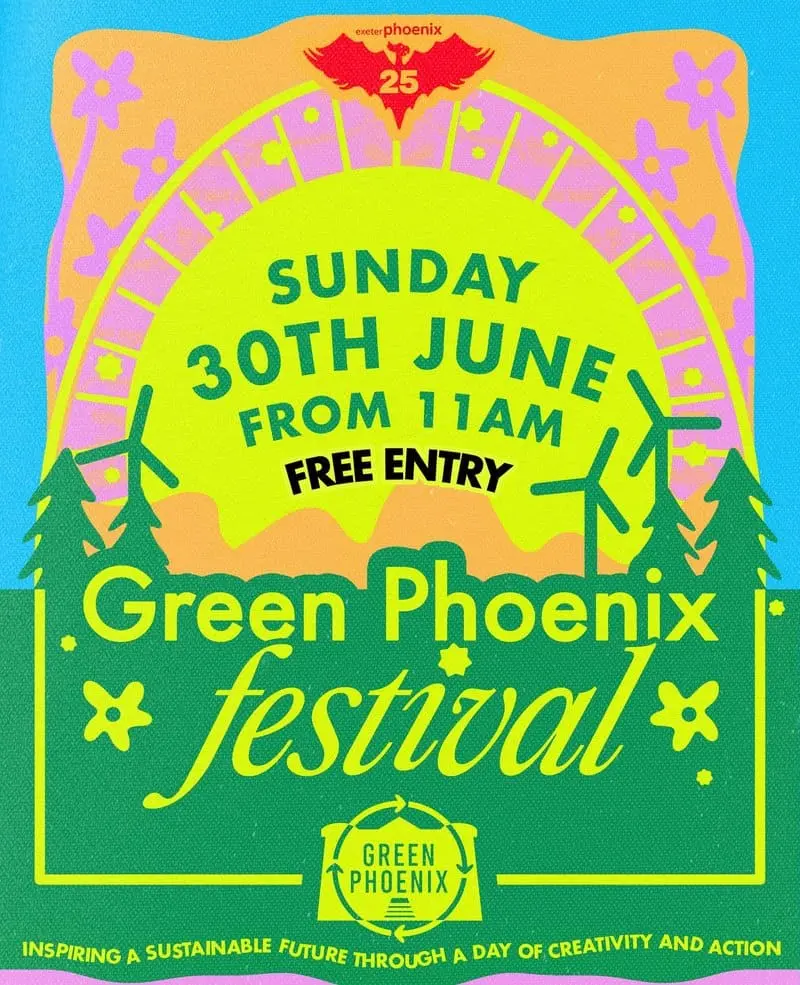 exeterphoenix
25
SUNDAY
30TH JUNE
FROM 11AM
FREE ENTRY
Green Phoenix
festival
GREEN
PHOENIX
INSPIRING A SUSTAINABLE FUTURE THROUGH A DAY OF CREATIVITY AND ACTION